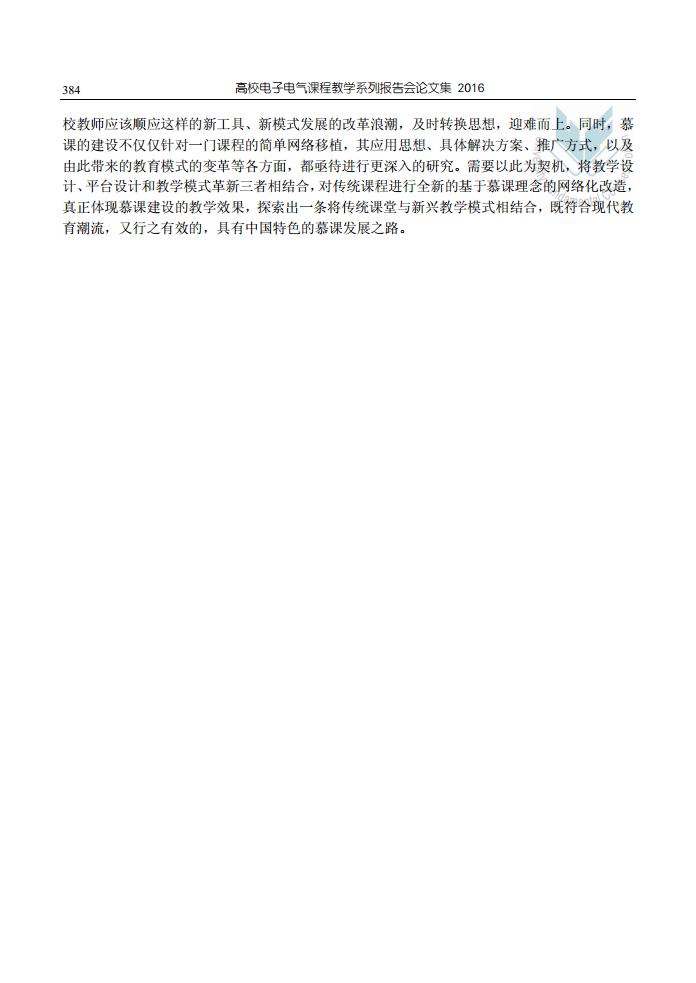 384
高校电子电气课程教学系列报告会论文集 2016
校教师应该顺应这样的新工具、新模式发展的改革浪潮，及时转换思想，迎难而上。同时，慕
课的建设不仅仅针对一门课程的简单网络移植，其应用思想、具体解决方案、推广方式，以及
由此带来的教育模式的变革等各方面，都亟待进行更深入的研究。需要以此为契机，将教学设
计、平台设计和教学模式革新三者相结合，对传统课程进行全新的基于慕课理念的网络化改造，
真正体现慕课建设的教学效果，探索出一条将传统课堂与新兴教学模式相结合，既符合现代教
育潮流，又行之有效的，具有中国特色的慕课发展之路。